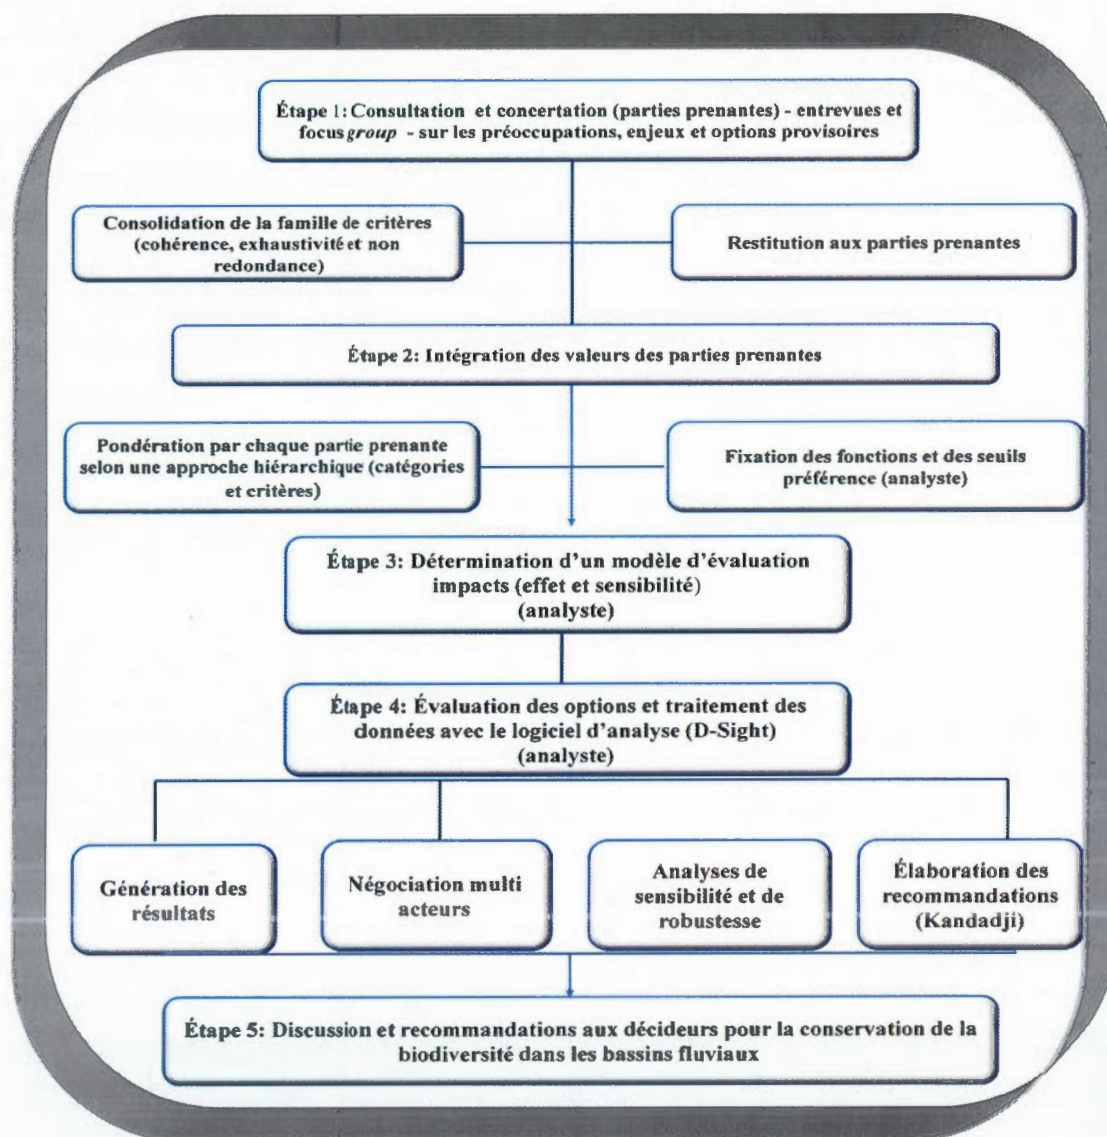 Étape 1: Consultation et concertation (parties prenantes) - entrevues et
focus group - sur les préoccupations, enjeux et options provisoires
Consolidation de la famille de critères
(cohérence, exhaustivité et non
redondance)
Restitution aux parties prenantes
Étape 2: Intégration des valeurs des parties prenantes
Pondération par chaque partie prenante
selon une approche hiérarchique (catégories
et critères)
Fixation des fonctions et des seuils
préférence (analyste)
Étape 3: Détermination d'un modèle d'évaluation
impacts (effet et sensibilité)
(analyste)
Étape 4: Évaluation des options et traitement des
données avec le logiciel d'analyse (D-Sight)
(analyste)
Génération des
résultats
Négociation multi
acteurs
Analyses de
sensibilité et de
robustesse
Élaboration des
recommandations
(Kandadji)
Étape 5: Discussion et recommandations aux décideurs pour la conservation de la
biodiversité dans les bassins fluviaux